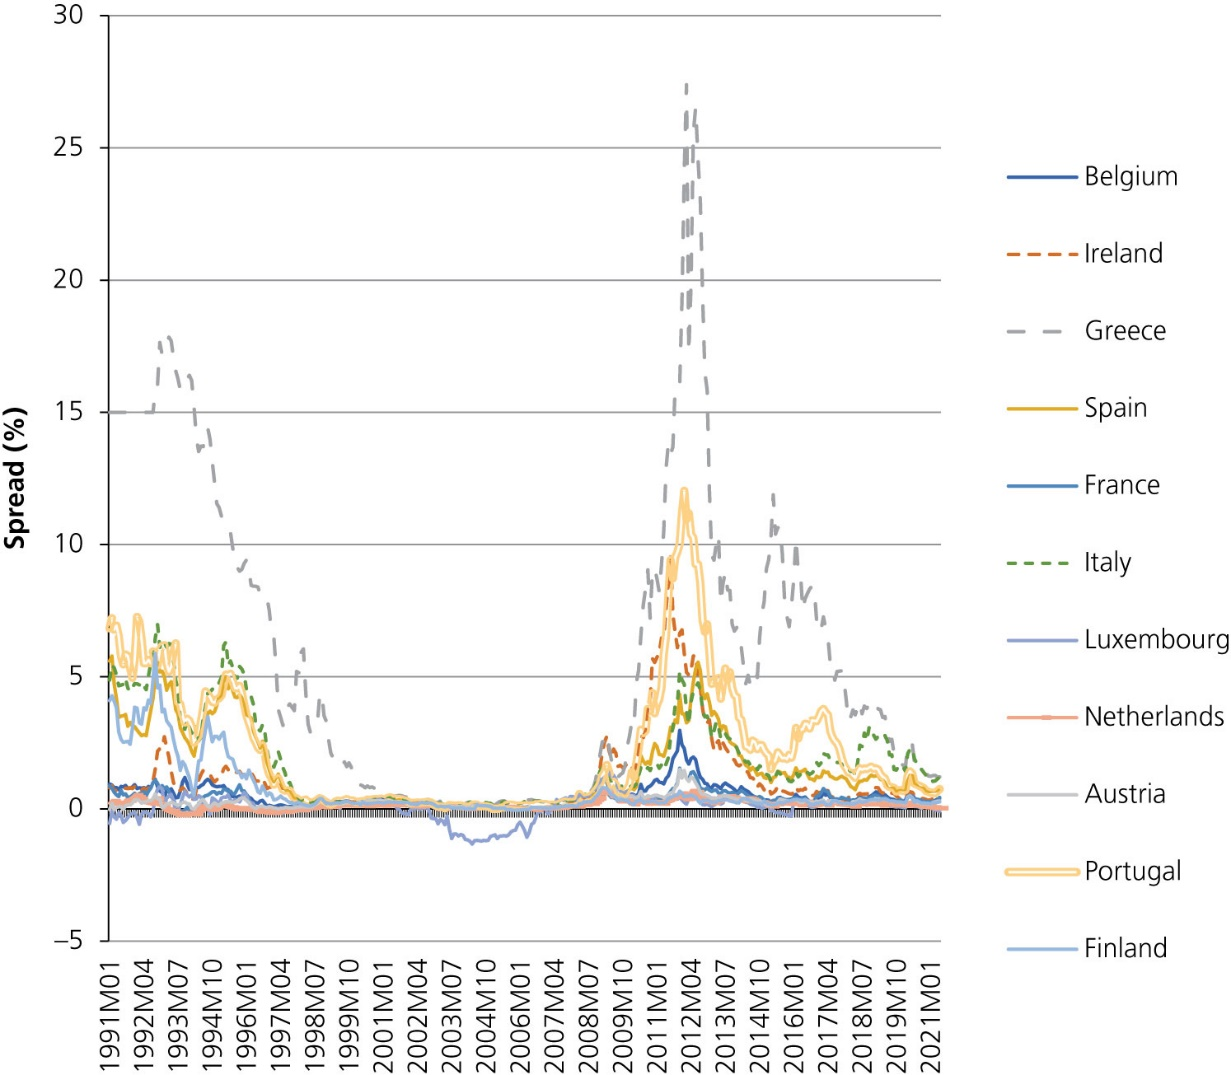 30
25
20
15
10
5
0
–5
Spread (%)
1991M01
1992M04
1993M07
1994M10
1996M01
1997M04
1998M07
1999M10
2001M01
2002M04
2003M07
2004M10
2006M01
2007M04
2008M07
2009M10
2011M01
2012M04
2013M07
2014M10
2016M01
2017M04
2018M07
2019M10
2021M01
Belgium
Ireland
Greece
Spain
France
Italy
Luxembourg
Netherlands
Austria
Portugal
Finland